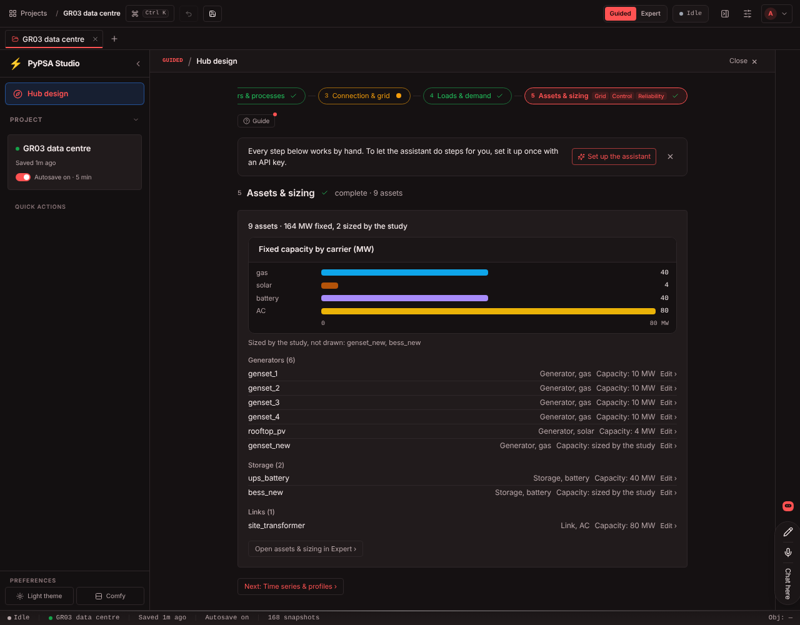 Projects / GR03 data centre ⌘ Ctrl K
Guided Expert Idle A
GR03 data centre × +
PyPSA Studio
GUIDED / Hub design Close ×
Hub design
PROJECT
GR03 data centre
Saved 1m ago
Autosave on · 5 min
QUICK ACTIONS
rs & processes ✓ 3 Connection & grid 4 Loads & demand ✓ 5 Assets & sizing Grid Control Reliability ✓
Guide
Every step below works by hand. To let the assistant do steps for you, set it up once with
an API key.
Set up the assistant ×
5 Assets & sizing ✓ complete · 9 assets
9 assets · 164 MW fixed, 2 sized by the study
Fixed capacity by carrier (MW)
gas 40
solar 4
battery 40
AC 80
0 80 MW
Sized by the study, not drawn: genset_new, bess_new
Generators (6)
genset_1 Generator, gas Capacity: 10 MW Edit ›
genset_2 Generator, gas Capacity: 10 MW Edit ›
genset_3 Generator, gas Capacity: 10 MW Edit ›
genset_4 Generator, gas Capacity: 10 MW Edit ›
rooftop_pv Generator, solar Capacity: 4 MW Edit ›
genset_new Generator, gas Capacity: sized by the study Edit ›
Storage (2)
ups_battery Storage, battery Capacity: 40 MW Edit ›
bess_new Storage, battery Capacity: sized by the study Edit ›
Links (1)
site_transformer Link, AC Capacity: 80 MW Edit ›
Open assets & sizing in Expert ›
Next: Time series & profiles ›
Chat here
PREFERENCES
Light theme Comfy
Idle GR03 data centre Saved 1m ago Autosave on 168 snapshots Obj: —